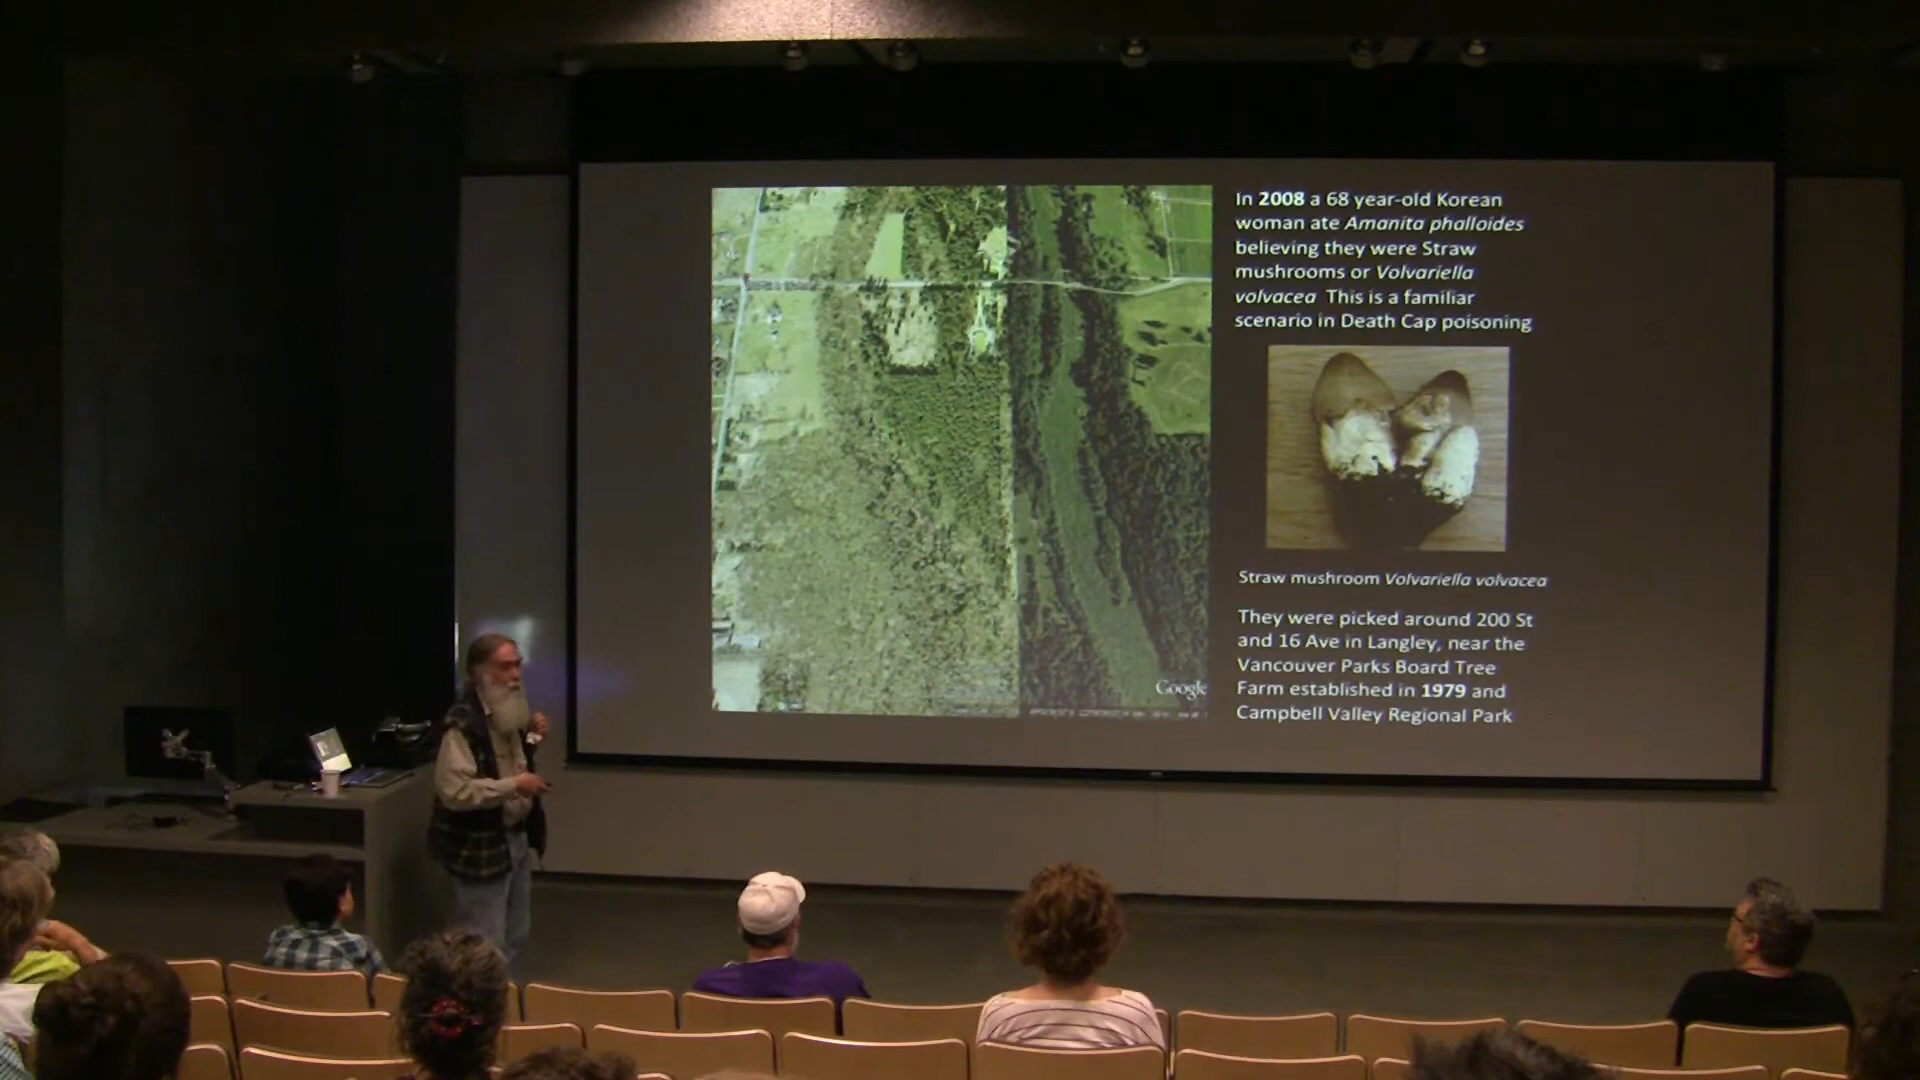 In 2008 a 68 year-old Korean
woman ate Amanita phalloides
believing they were Straw
mushrooms or Volvariella
volvacea This is a familiar
scenario in Death Cap poisoning
Straw mushroom Volvariella volvacea
They were picked around 200 St
and 16 Ave in Langley, near the
Vancouver Parks Board Tree
Farm established in 1979 and
Campbell Valley Regional Park
Google